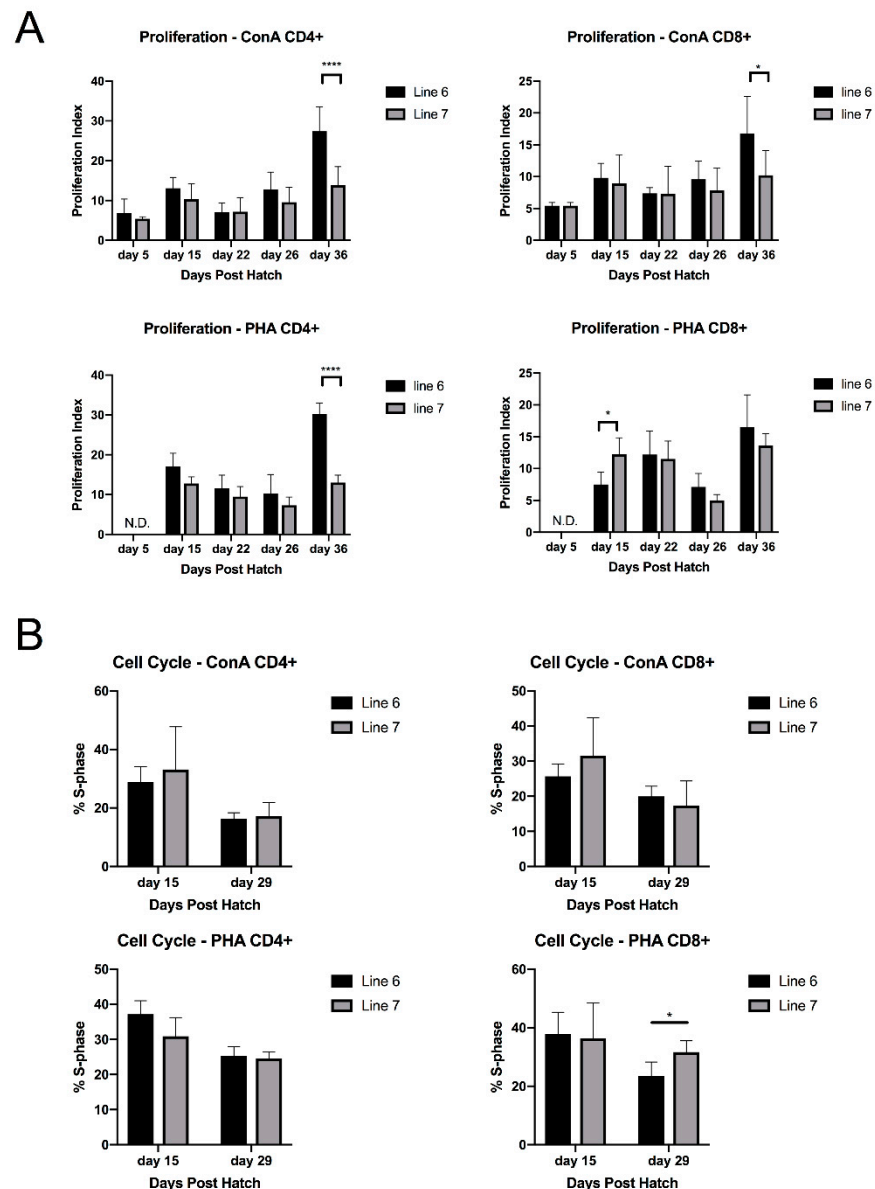 A
Proliferation - ConA CD4+
****
Line 6
Line 7
Proliferation Index
40
30
20
10
0
day 5 day 15 day 22 day 26 day 36
Days Post Hatch
Proliferation - ConA CD8+
*
line 6
line 7
Proliferation Index
25
20
15
10
5
0
day 5 day 15 day 22 day 26 day 36
Days Post Hatch
Proliferation - PHA CD4+
****
line 6
line 7
Proliferation Index
40
30
20
10
0
N.D.
day 5 day 15 day 22 day 26 day 36
Days Post Hatch
Proliferation - PHA CD8+
*
line 6
line 7
Proliferation Index
25
20
15
10
5
0
N.D.
day 5 day 15 day 22 day 26 day 36
Days Post Hatch
B
Cell Cycle - ConA CD4+
Line 6
Line 7
% S-phase
60
40
20
0
day 15 day 29
Days Post Hatch
Cell Cycle - ConA CD8+
Line 6
Line 7
% S-phase
50
40
30
20
10
0
day 15 day 29
Days Post Hatch
Cell Cycle - PHA CD4+
Line 6
Line 7
% S-phase
50
40
30
20
10
0
day 15 day 29
Days Post Hatch
Cell Cycle - PHA CD8+
*
Line 6
Line 7
% S-phase
60
40
20
0
day 15 day 29
Days Post Hatch